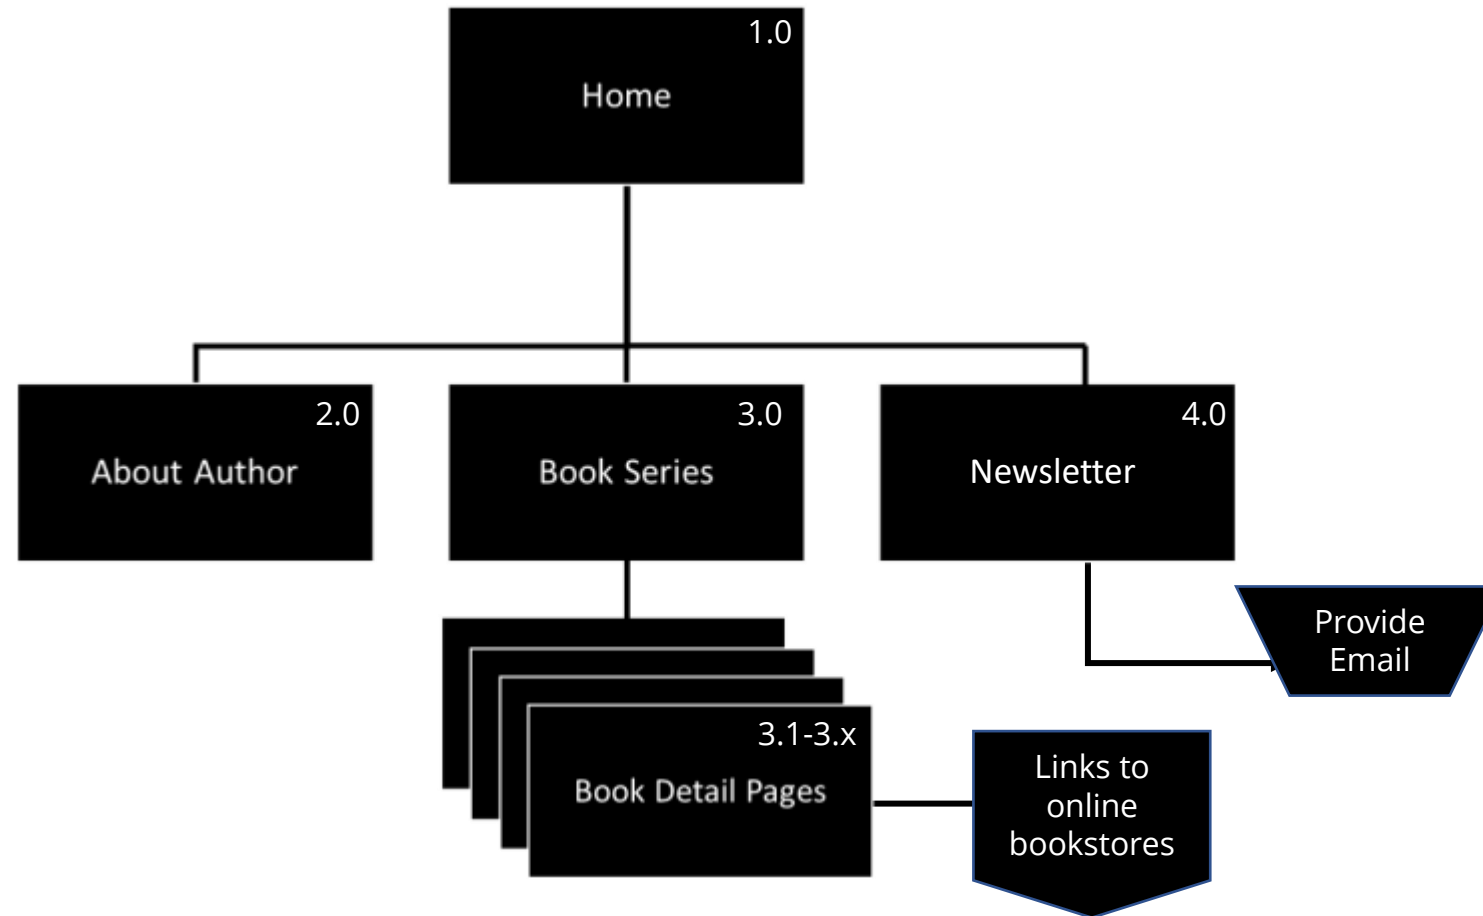 1.0
Home
2.0
About Author
3.0
Book Series
4.0
Newsletter
Provide
Email
3.1-3.x
Book Detail Pages
Links to
online
bookstores